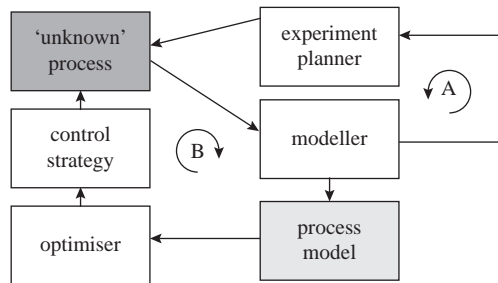 ‘unknown’
process
experiment
planner
A
control
strategy
B
modeller
optimiser
process
model